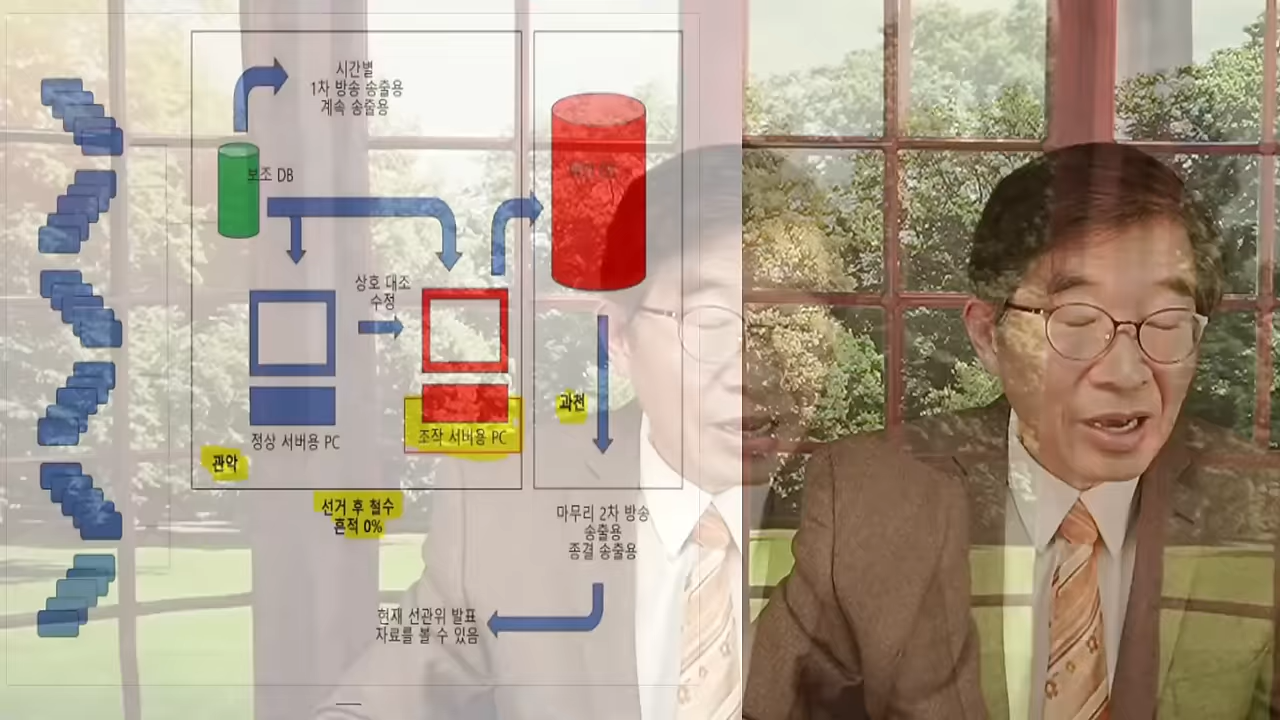 시간별
1차 방송 송출용
계속 송출용
보조 DB
상호 대조
수정
정상 서버용 PC
조작 서버용 PC
관악
과천
선거 후 철수
흔적 0%
마무리 2차 방송
송출용
종결 송출용
현재 선관위 발표
자료를 볼 수 있음